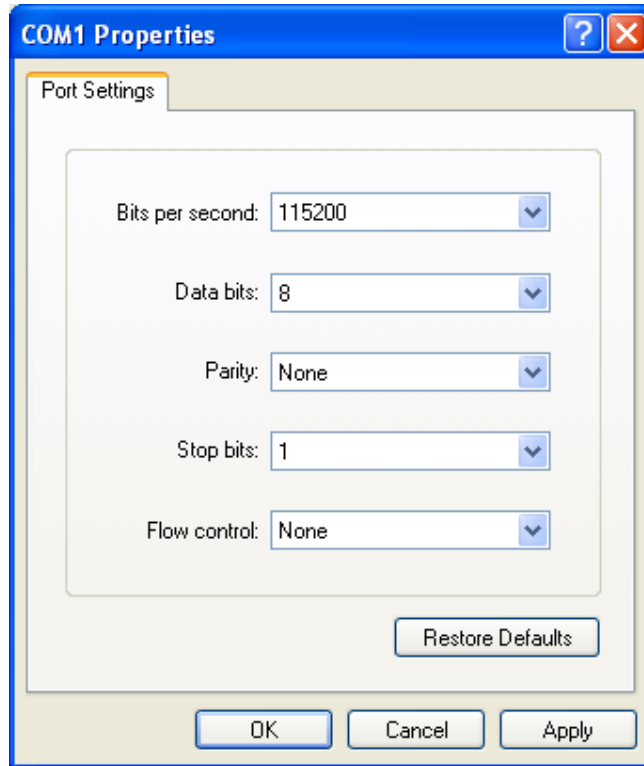 COM1 Properties
Port Settings
Bits per second: 115200
Data bits: 8
Parity: None
Stop bits: 1
Flow control: None
Restore Defaults
OK Cancel Apply